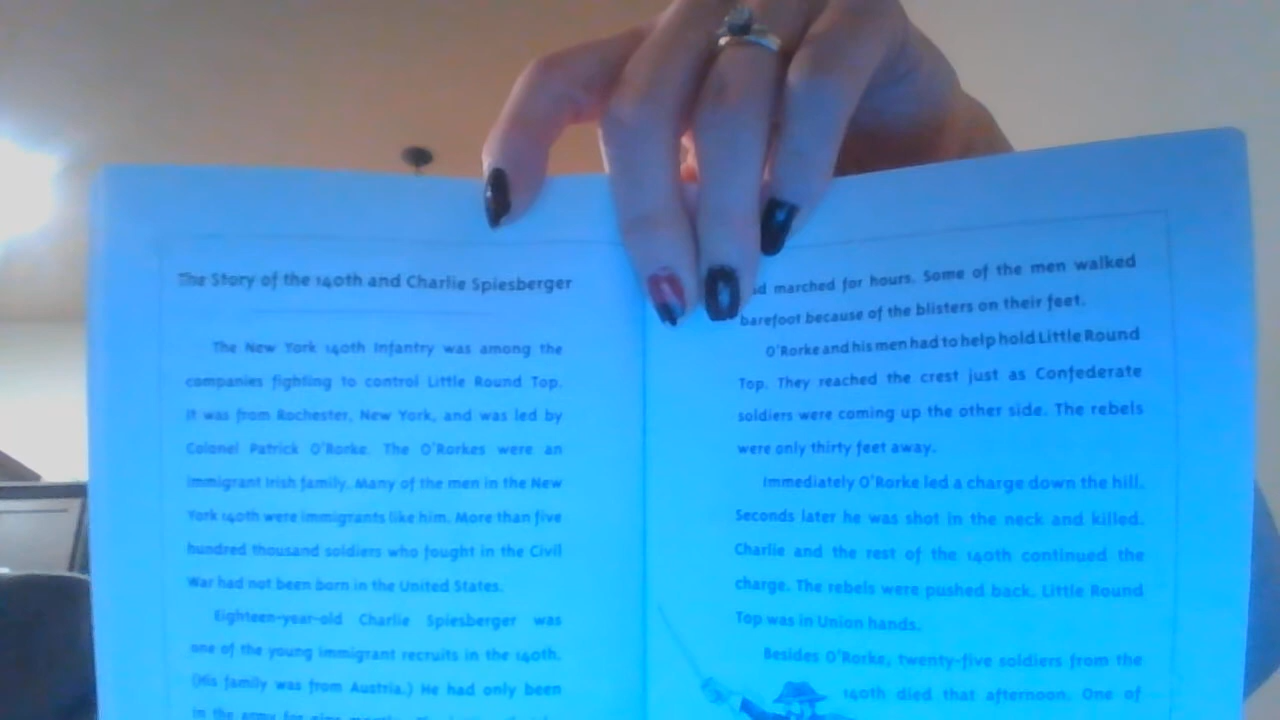 The Story of the 140th and Charlie Spiesberger
The New York 140th Infantry was among the
companies fighting to control Little Round Top.
It was from Rochester, New York, and was led by
Colonel Patrick O'Rorke. The O'Rorkes were an
immigrant Irish family. Many of the men in the New
York 140th were immigrants like him. More than five
hundred thousand soldiers who fought in the Civil
War had not been born in the United States.
Eighteen-year-old Charlie Spiesberger was
one of the young immigrant recruits in the 140th.
(His family was from Austria.) He had only been
in the army for nine
marched for hours. Some of the men walked
barefoot because of the blisters on their feet.
O'Rorke and his men had to help hold Little Round
Top. They reached the crest just as Confederate
soldiers were coming up the other side. The rebels
were only thirty feet away.
Immediately O'Rorke led a charge down the hill.
Seconds later he was shot in the neck and killed.
Charlie and the rest of the 140th continued the
charge. The rebels were pushed back. Little Round
Top was in Union hands.
Besides O'Rorke, twenty-five soldiers from the
140th died that afternoon. One of